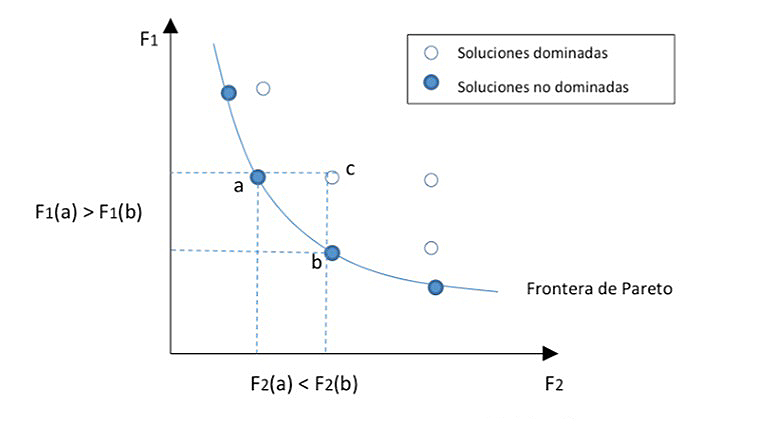 F1
Soluciones dominadas
Soluciones no dominadas
c
a
F1(a) > F1(b)
b
Frontera de Pareto
F2(a) < F2(b)
F2